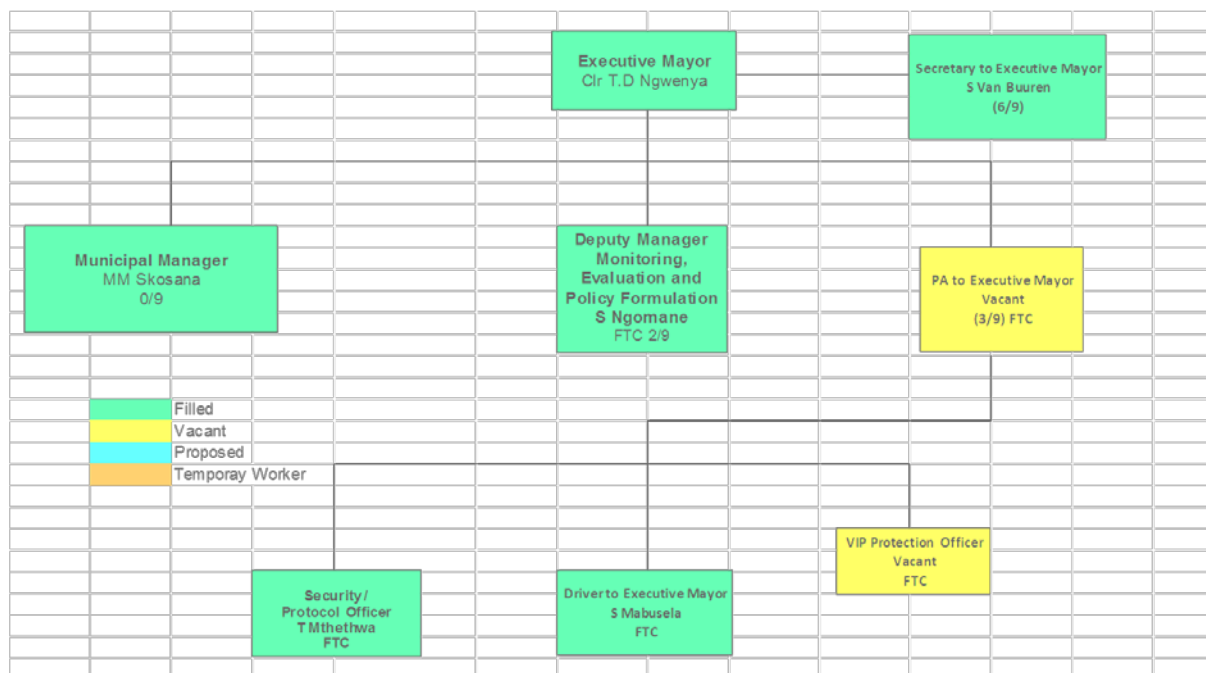 Executive Mayor
Clr T.D Ngwenya
Secretary to Executive Mayor
S Van Buuren
(6/9)
Municipal Manager
MM Skosana
0/9
Deputy Manager
Monitoring,
Evaluation and
Policy Formulation
S Ngomane
FTC 2/9
PA to Executive Mayor
Vacant
(3/9) FTC
Filled
Vacant
Proposed
Temporay Worker
Security/
Protocol Officer
T Mthethwa
FTC
Driver to Executive Mayor
S Mabusela
FTC
VIP Protection Officer
Vacant
FTC